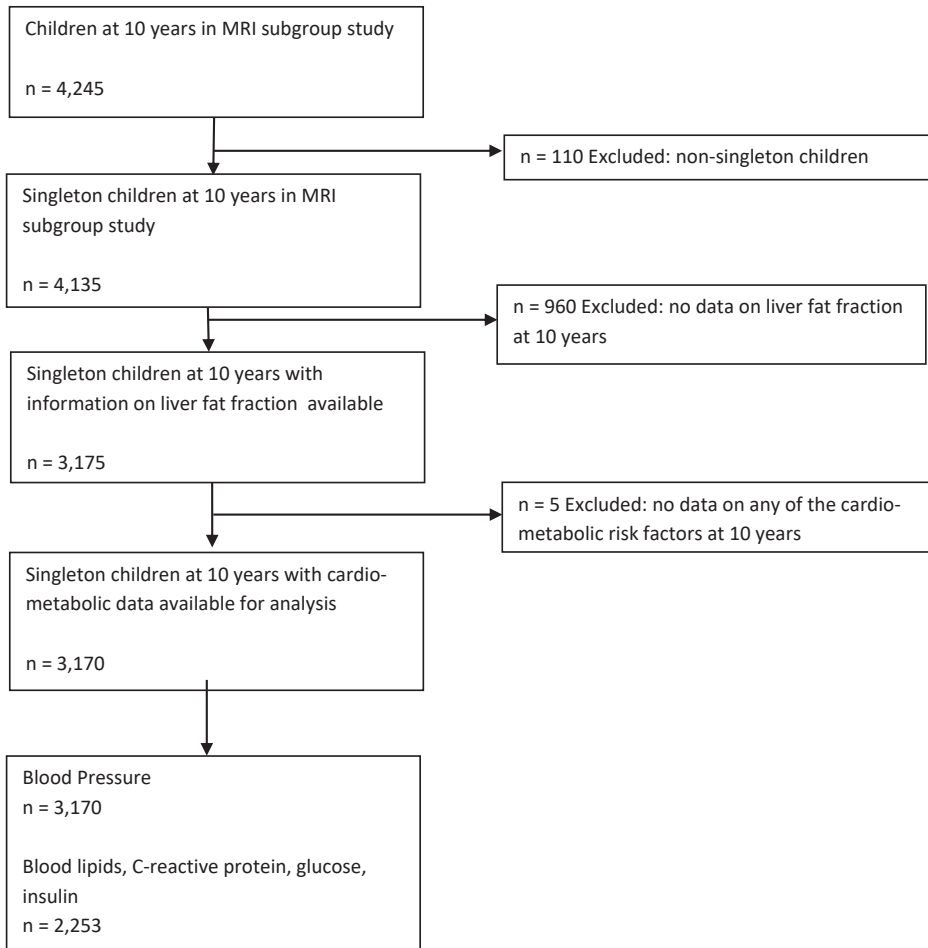 Children at 10 years in MRI subgroup study
n = 4,245
n = 110 Excluded: non-singleton children
Singleton children at 10 years in MRI
subgroup study
n = 4,135
n = 960 Excluded: no data on liver fat fraction
at 10 years
Singleton children at 10 years with
information on liver fat fraction  available
n = 3,175
n = 5 Excluded: no data on any of the cardio-
metabolic risk factors at 10 years
Singleton children at 10 years with cardio-
metabolic data available for analysis
n = 3,170
Blood Pressure
n = 3,170
Blood lipids, C-reactive protein, glucose,
insulin
n = 2,253